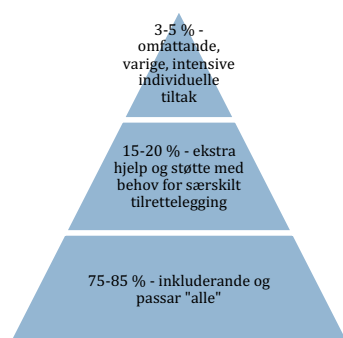 3-5 % -
omfattande,
varige, intensive
individuelle
tiltak
15-20 % - ekstra
hjelp og støtte med
behov for særskilt
tilrettelegging
75-85 % - inkluderande og
passar "alle"